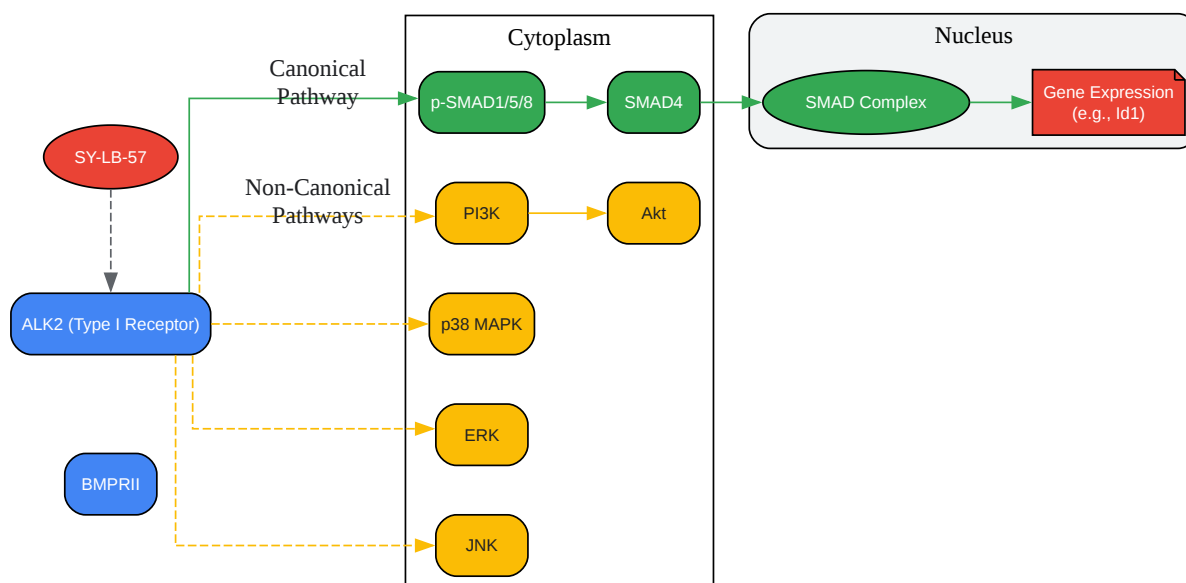 Cytoplasm
Nucleus
Canonical
Pathway
p-SMAD1/5/8
SMAD4
SMAD Complex
Gene Expression
(e.g., Id1)
SY-LB-57
Non-Canonical
Pathways
PI3K
Akt
ALK2 (Type I Receptor)
p38 MAPK
ERK
BMPRII
JNK